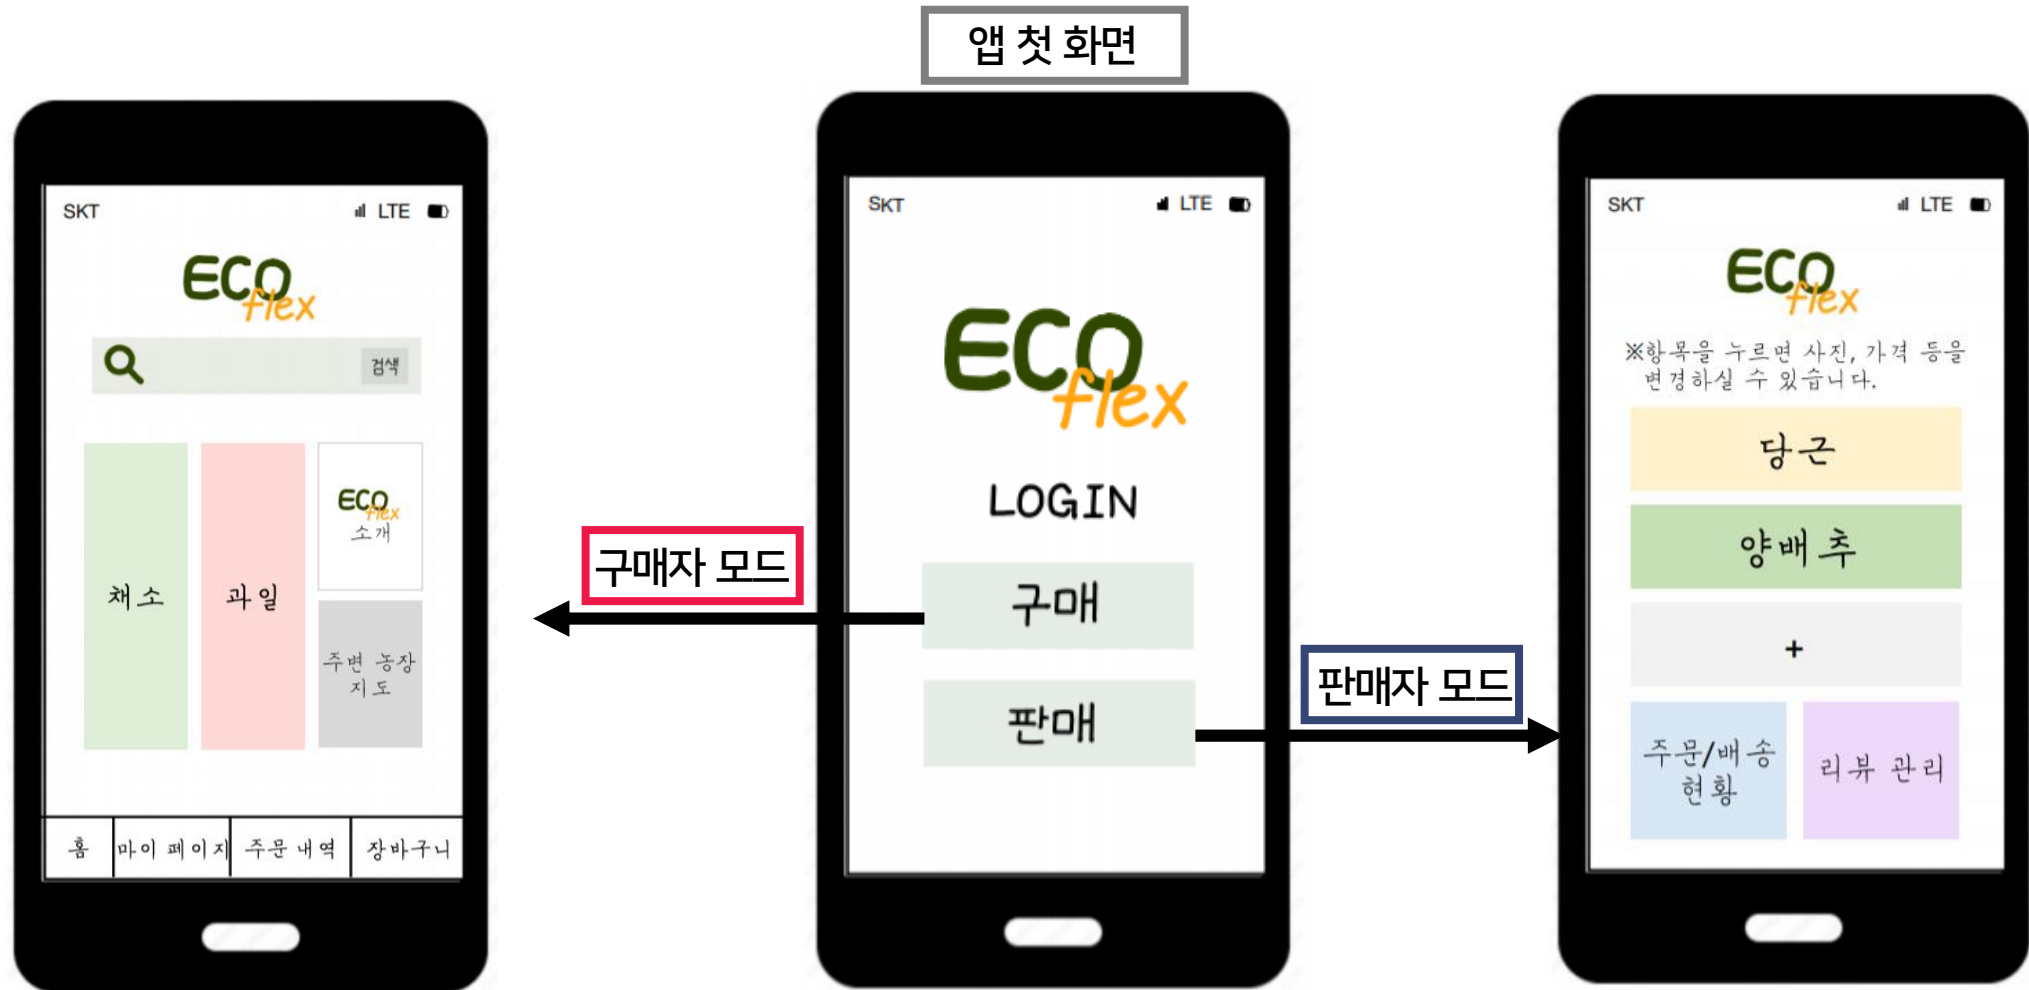 앱 첫 화면
SKT
LTE
ECO
flex
검색
채소
과일
ECO
flex
소개
주변 농장
지도
홈
마이 페이지
주문 내역
장바구니
구매자 모드
SKT
LTE
ECO
flex
LOGIN
구매
판매
판매자 모드
SKT
LTE
ECO
flex
※항목을 누르면 사진, 가격 등을
변경하실 수 있습니다.
당근
양배추
+
주문/배송
현황
리뷰 관리